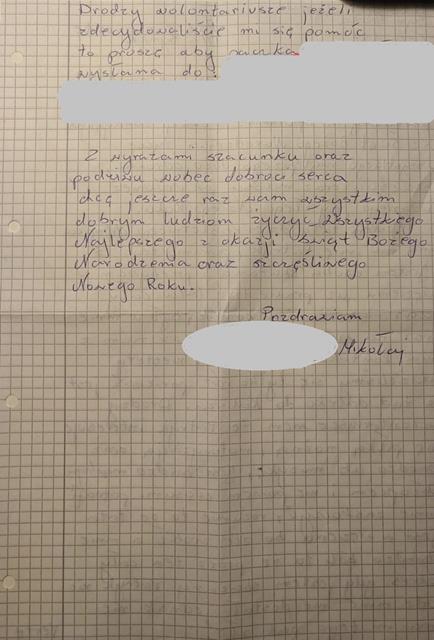 Drodzy wolontariusze jeżeli
zdecydowaliście mi się pomóc
to proszę aby paczka
wysłana do:
Z wyrazami szacunku oraz
podziwu wobec dobroci serca
chcę jeszcze raz wam wszystkim
dobrym ludziom życzyć wszystkiego
Najlepszego z okazji Świąt Bożego
Narodzenia oraz szczęśliwego
Nowego Roku.
Pozdrawiam
Mikołaj